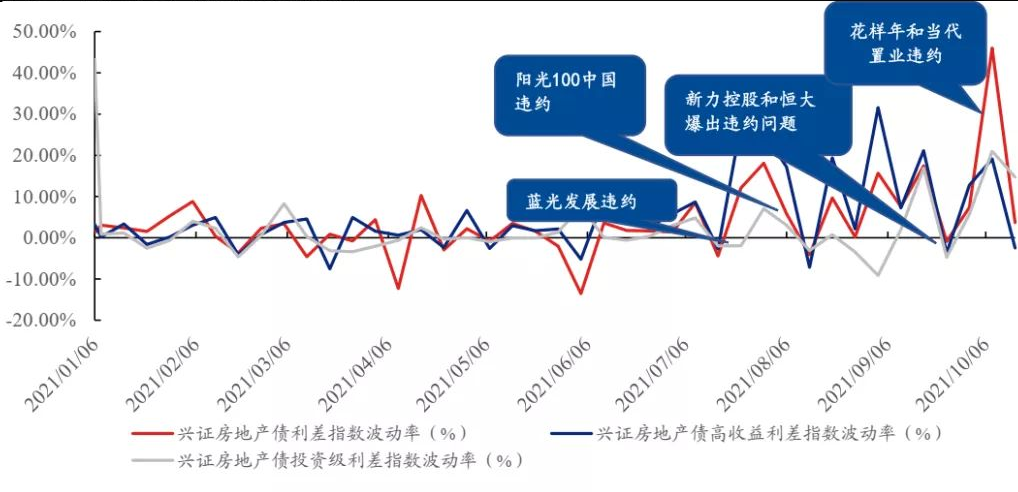 50.00%
40.00%
30.00%
20.00%
10.00%
0.00%
-10.00%
-20.00%
花样年和当代
置业违约
阳光100中国
违约
新力控股和恒大
爆出违约问题
蓝光发展违约
2021/01/06
2021/02/06
2021/03/06
2021/04/06
2021/05/06
2021/06/06
2021/07/06
2021/08/06
2021/09/06
2021/10/06
兴证房地产债利差指数波动率（%）
兴证房地产债高收益利差指数波动率（%）
兴证房地产债投资级利差指数波动率（%）